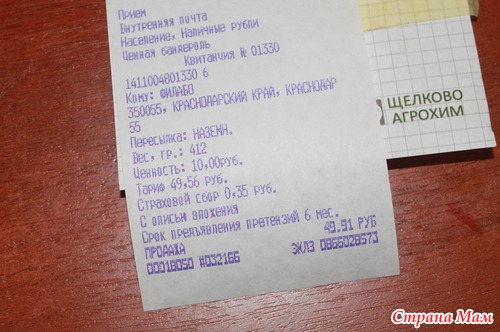 Прием
Внутренняя почта
Население, Наличные рубли
Ценная бандероль
Квитанция № 01330
1411004801330 6
Кому: ФИЛАБО
350055, КРАСНОДАРСКИЙ КРАЙ, КРАСНОДАР
55
Пересылка: НАЗЕМН.
Вес, гр.: 412
Ценность: 10,00руб.
Тариф 49,56 руб.
Страховой сбор 0,35 руб.
С описью вложения
Срок предъявления претензий 6 мес.
ПРОДАЖА 49.91 РУБ
00018050 #032166 ЭКЛЗ 0866028573
ЩЕЛКОВО
АГРОХИМ
Страна Мам